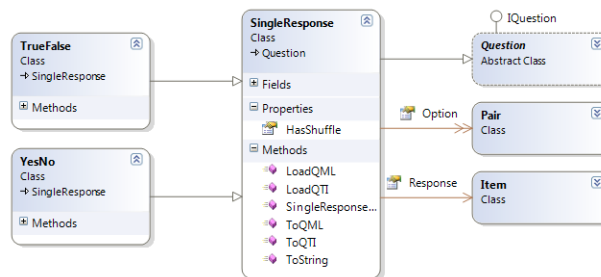 TrueFalse
Class
SingleResponse
Methods
YesNo
Class
SingleResponse
Methods
SingleResponse
Class
Question
Fields
Properties
HasShuffle
Methods
LoadQML
LoadQTI
SingleResponse...
ToQML
ToQTI
ToString
IQuestion
Question
Abstract Class
Option
Pair
Class
Response
Item
Class